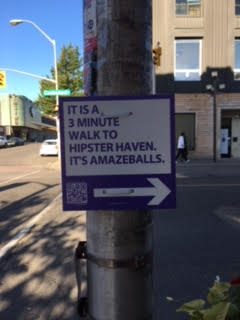 IT IS A
3 MINUTE
WALK TO
HIPSTER HAVEN.
IT'S AMAZEBALLS.